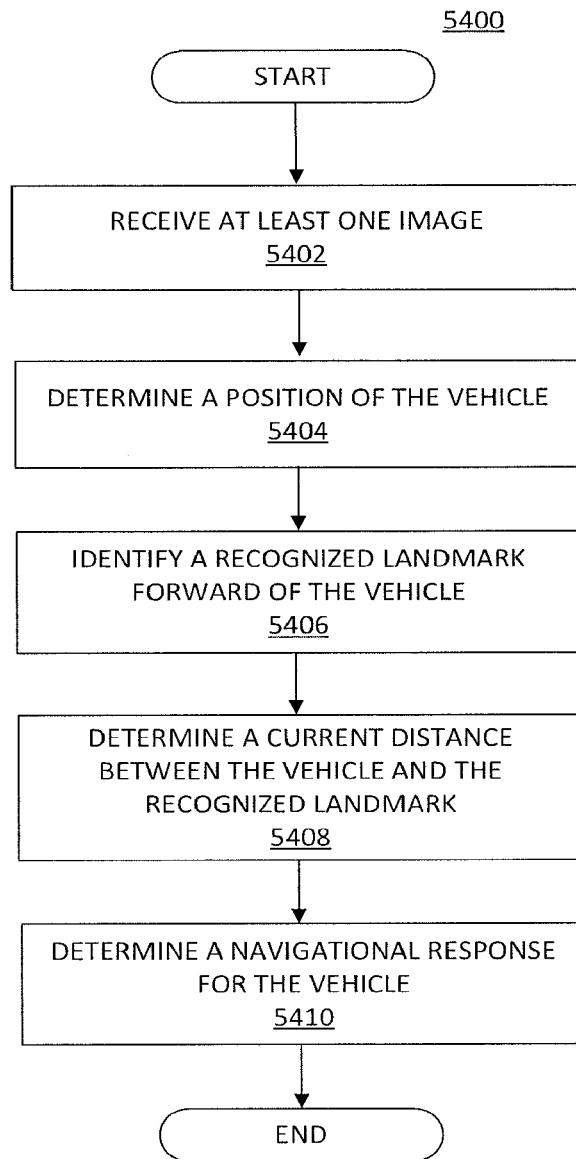 5400
START
RECEIVE AT LEAST ONE IMAGE
5402
DETERMINE A POSITION OF THE VEHICLE
5404
IDENTIFY A RECOGNIZED LANDMARK
FORWARD OF THE VEHICLE
5406
DETERMINE A CURRENT DISTANCE
BETWEEN THE VEHICLE AND THE
RECOGNIZED LANDMARK
5408
DETERMINE A NAVIGATIONAL RESPONSE
FOR THE VEHICLE
5410
END